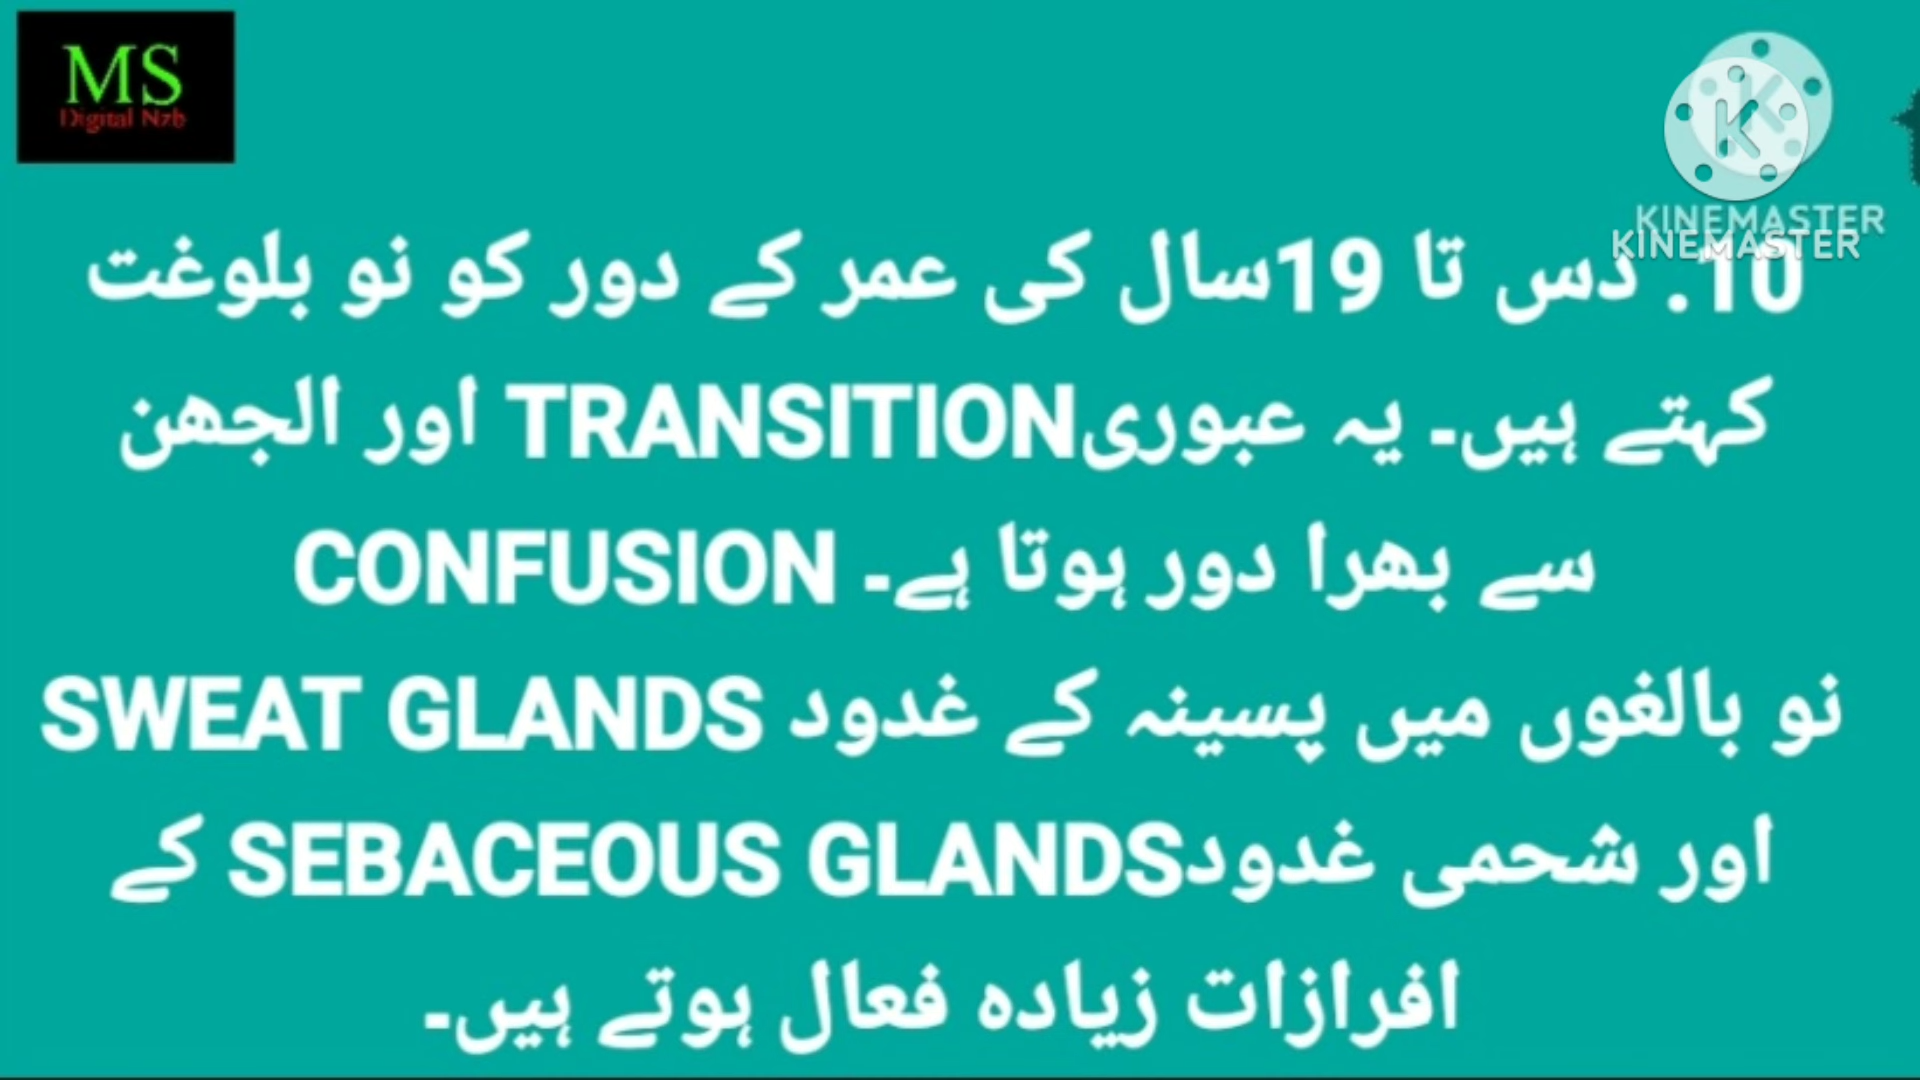 MS
Digital Nzb
KINEMASTER
KINEMASTER
10. دس تا 19سال کی عمر کے دور کو نو بلوغت
کہتے ہیں۔ یہ عبوریTRANSITION اور الجھن
سے بھرا دور ہوتا ہے۔ CONFUSION
نو بالغوں میں پسینہ کے غدود SWEAT GLANDS
اور شحمی غدودSEBACEOUS GLANDS کے
افرازات زیادہ فعال ہوتے ہیں۔